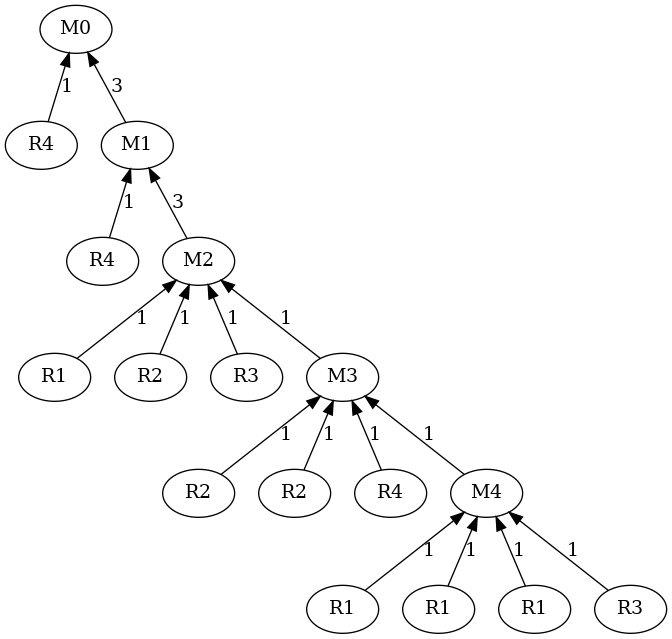 M0
1 3
R4 M1
1 3
R4 M2
1 1 1 1
R1 R2 R3 M3
1 1 1 1
R2 R2 R4 M4
1 1 1 1
R1 R1 R1 R3